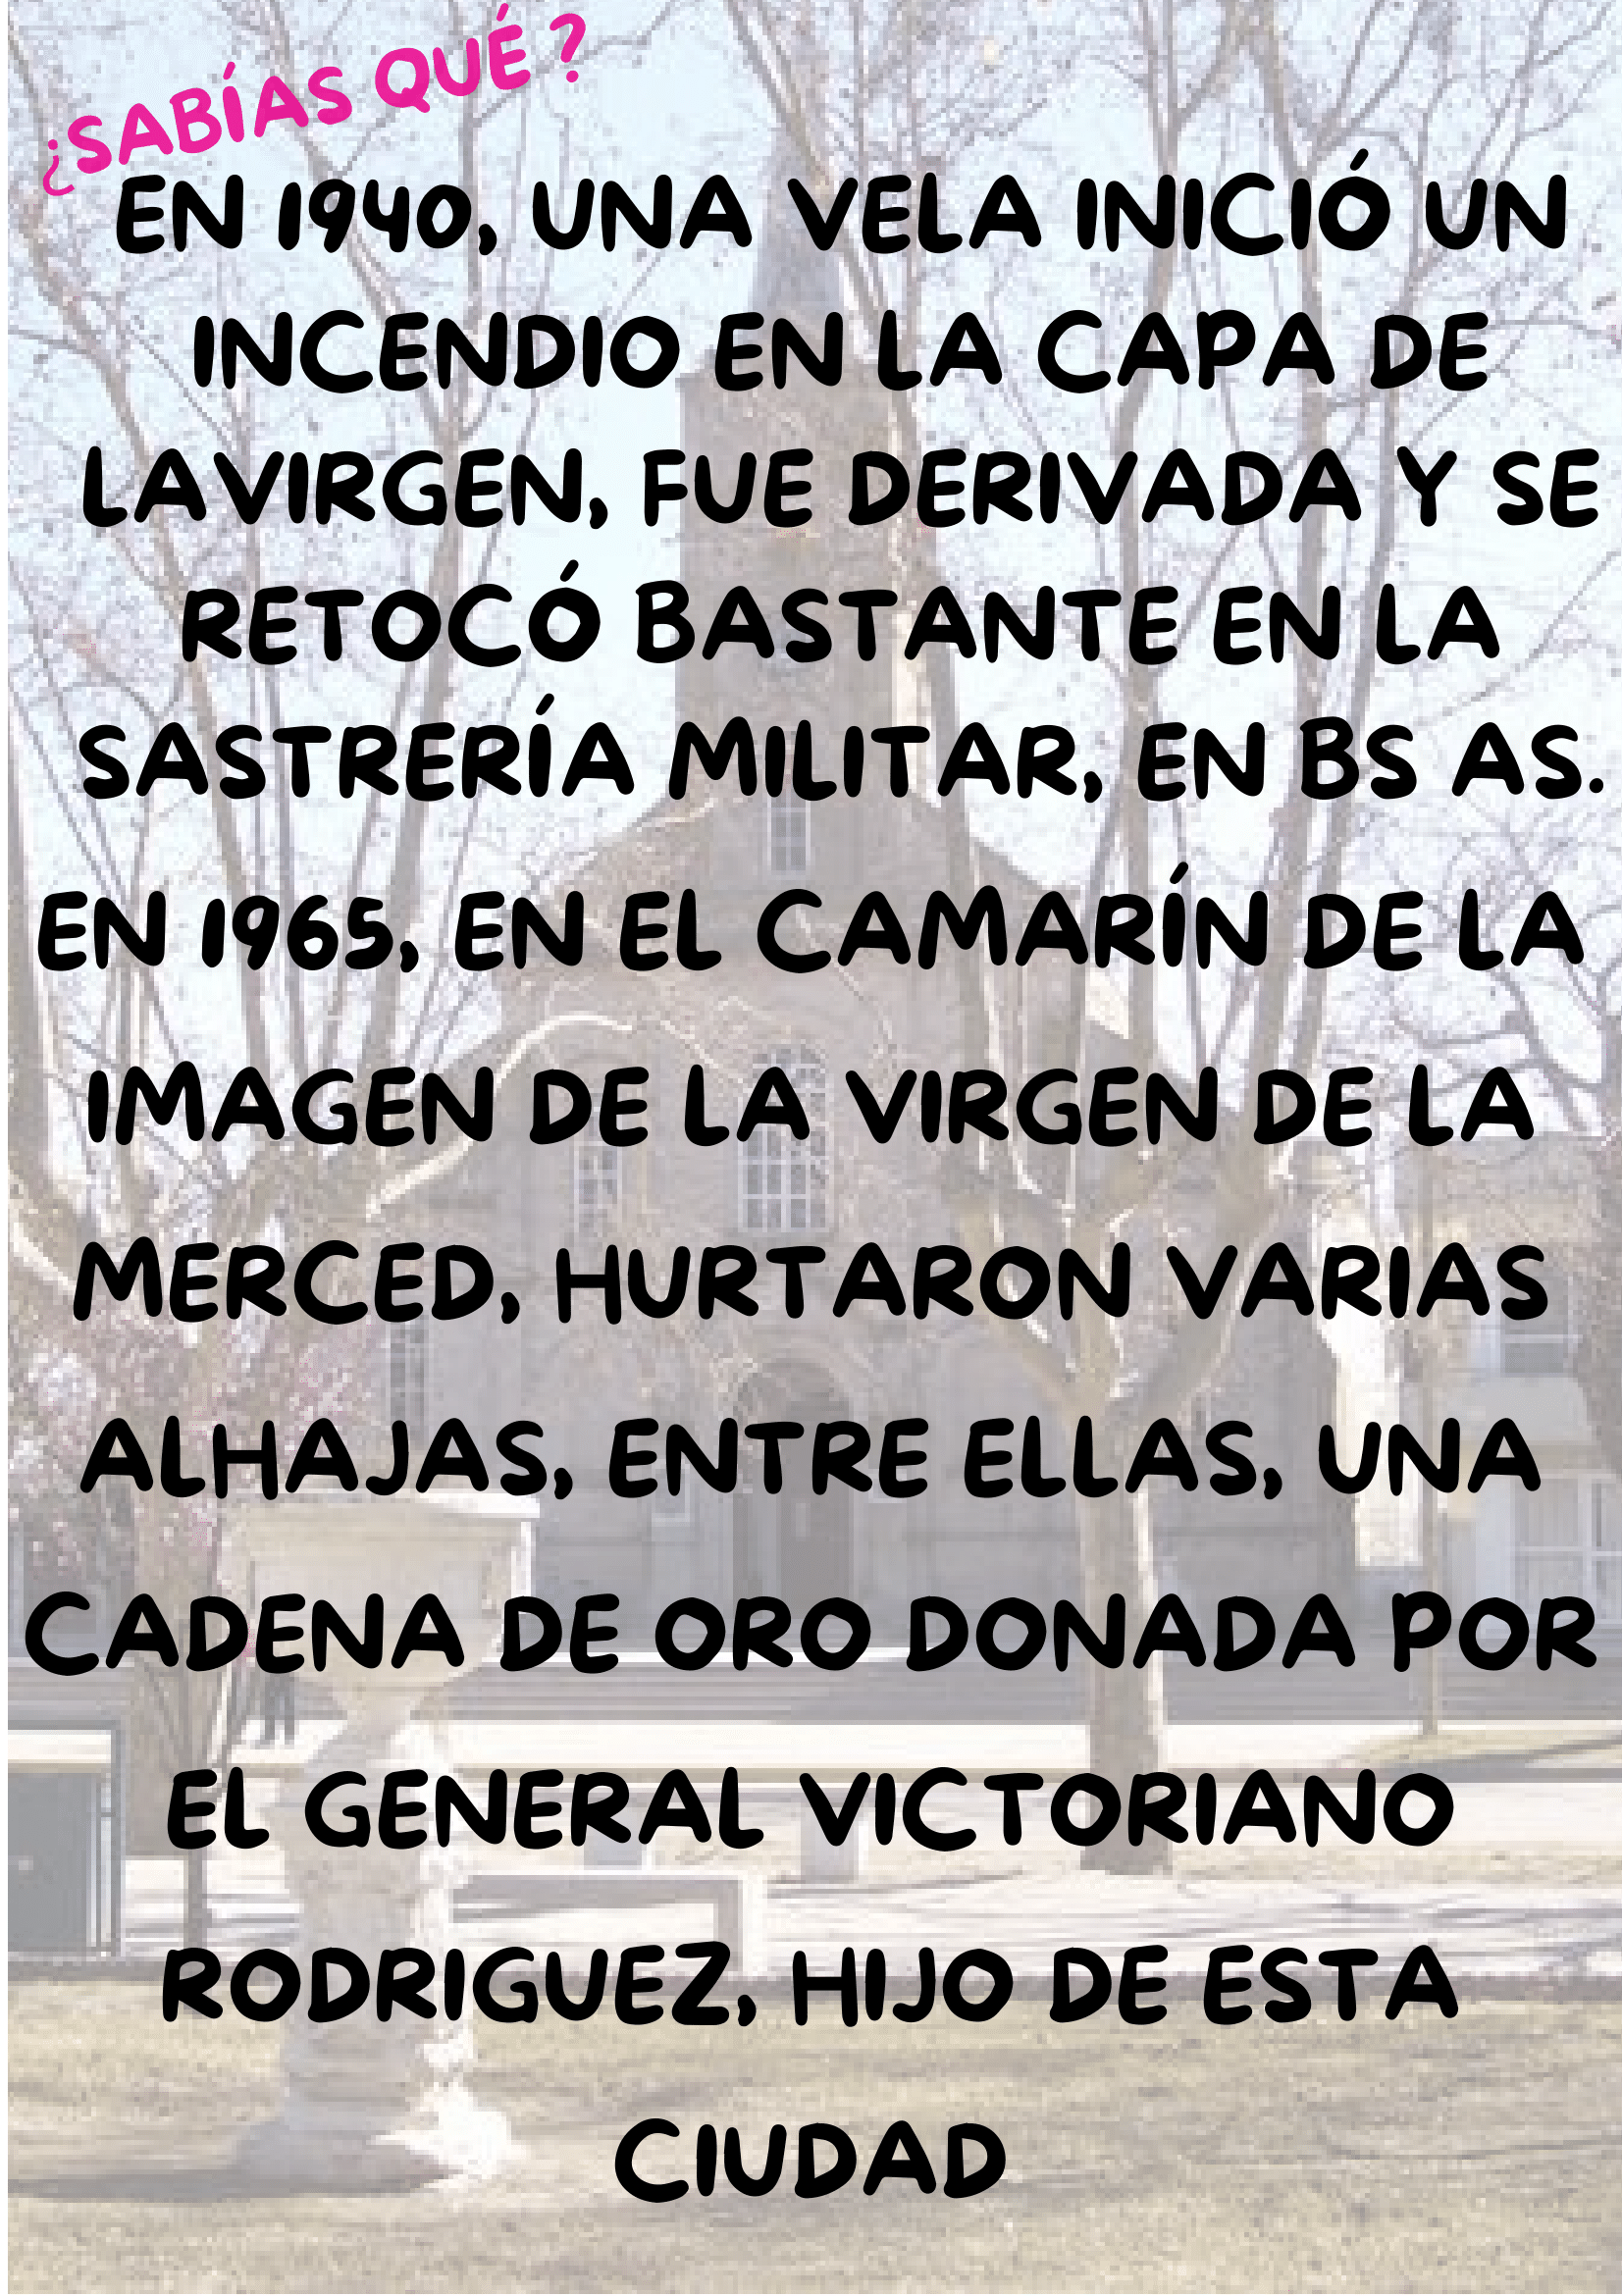 ¿SABÍAS QUÉ ?
EN 1940, UNA VELA INICIÓ UN
INCENDIO EN LA CAPA DE
LAVIRGEN, FUE DERIVADA Y SE
RETOCÓ BASTANTE EN LA
SASTRERÍA MILITAR, EN BS AS.
EN 1965, EN EL CAMARÍN DE LA
IMAGEN DE LA VIRGEN DE LA
MERCED, HURTARON VARIAS
ALHAJAS, ENTRE ELLAS, UNA
CADENA DE ORO DONADA POR
EL GENERAL VICTORIANO
RODRIGUEZ, HIJO DE ESTA
CIUDAD